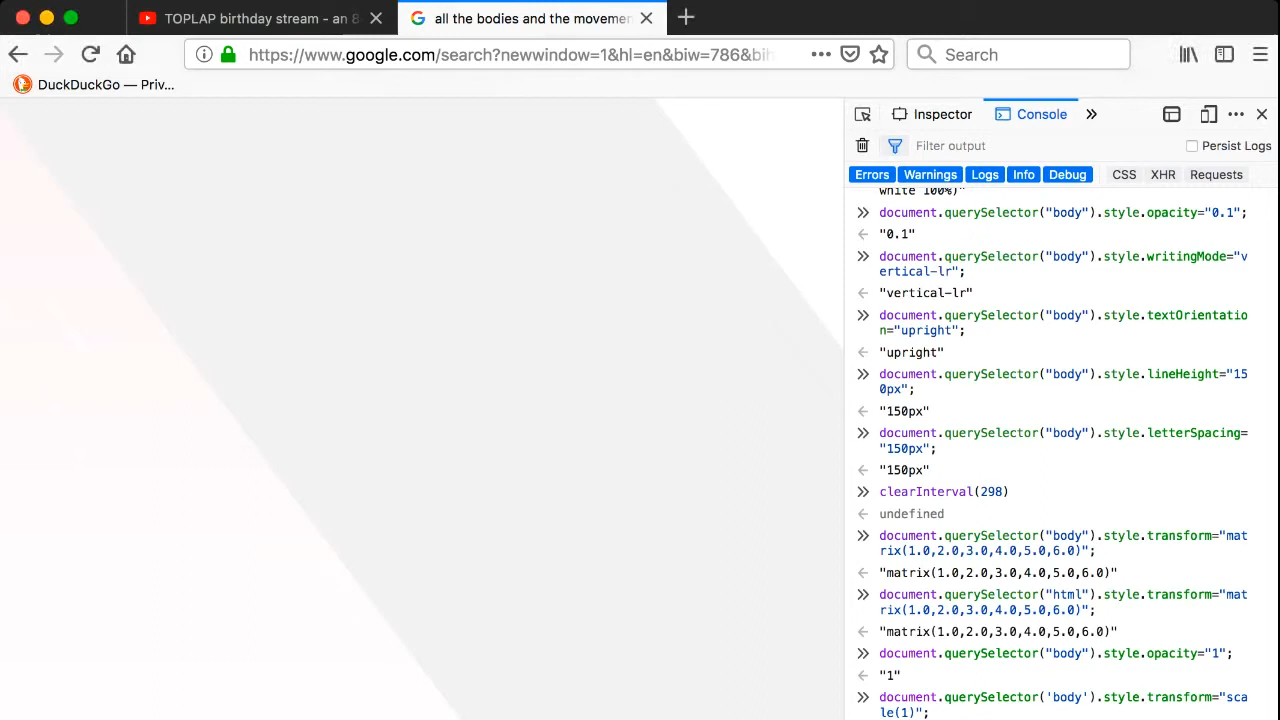 TOPLAP birthday stream - an 8
all the bodies and the movemen
https://www.google.com/search?newwindow=1&hl=en&biw=786&bih
Search
DuckDuckGo — Priv...
Inspector
Console
Filter output
Persist Logs
Errors
Warnings
Logs
Info
Debug
CSS
XHR
Requests
white 100%)"
document.querySelector("body").style.opacity="0.1";
"0.1"
document.querySelector("body").style.writingMode="v
ertical-lr";
"vertical-lr"
document.querySelector("body").style.textOrientatio
n="upright";
"upright"
document.querySelector("body").style.lineHeight="15
0px";
"150px"
document.querySelector("body").style.letterSpacing=
"150px";
"150px"
clearInterval(298)
undefined
document.querySelector("body").style.transform="mat
rix(1.0,2.0,3.0,4.0,5.0,6.0)";
"matrix(1.0,2.0,3.0,4.0,5.0,6.0)"
document.querySelector("html").style.transform="mat
rix(1.0,2.0,3.0,4.0,5.0,6.0)";
"matrix(1.0,2.0,3.0,4.0,5.0,6.0)"
document.querySelector("body").style.opacity="1";
"1"
document.querySelector('body').style.transform="sca
le(1)";